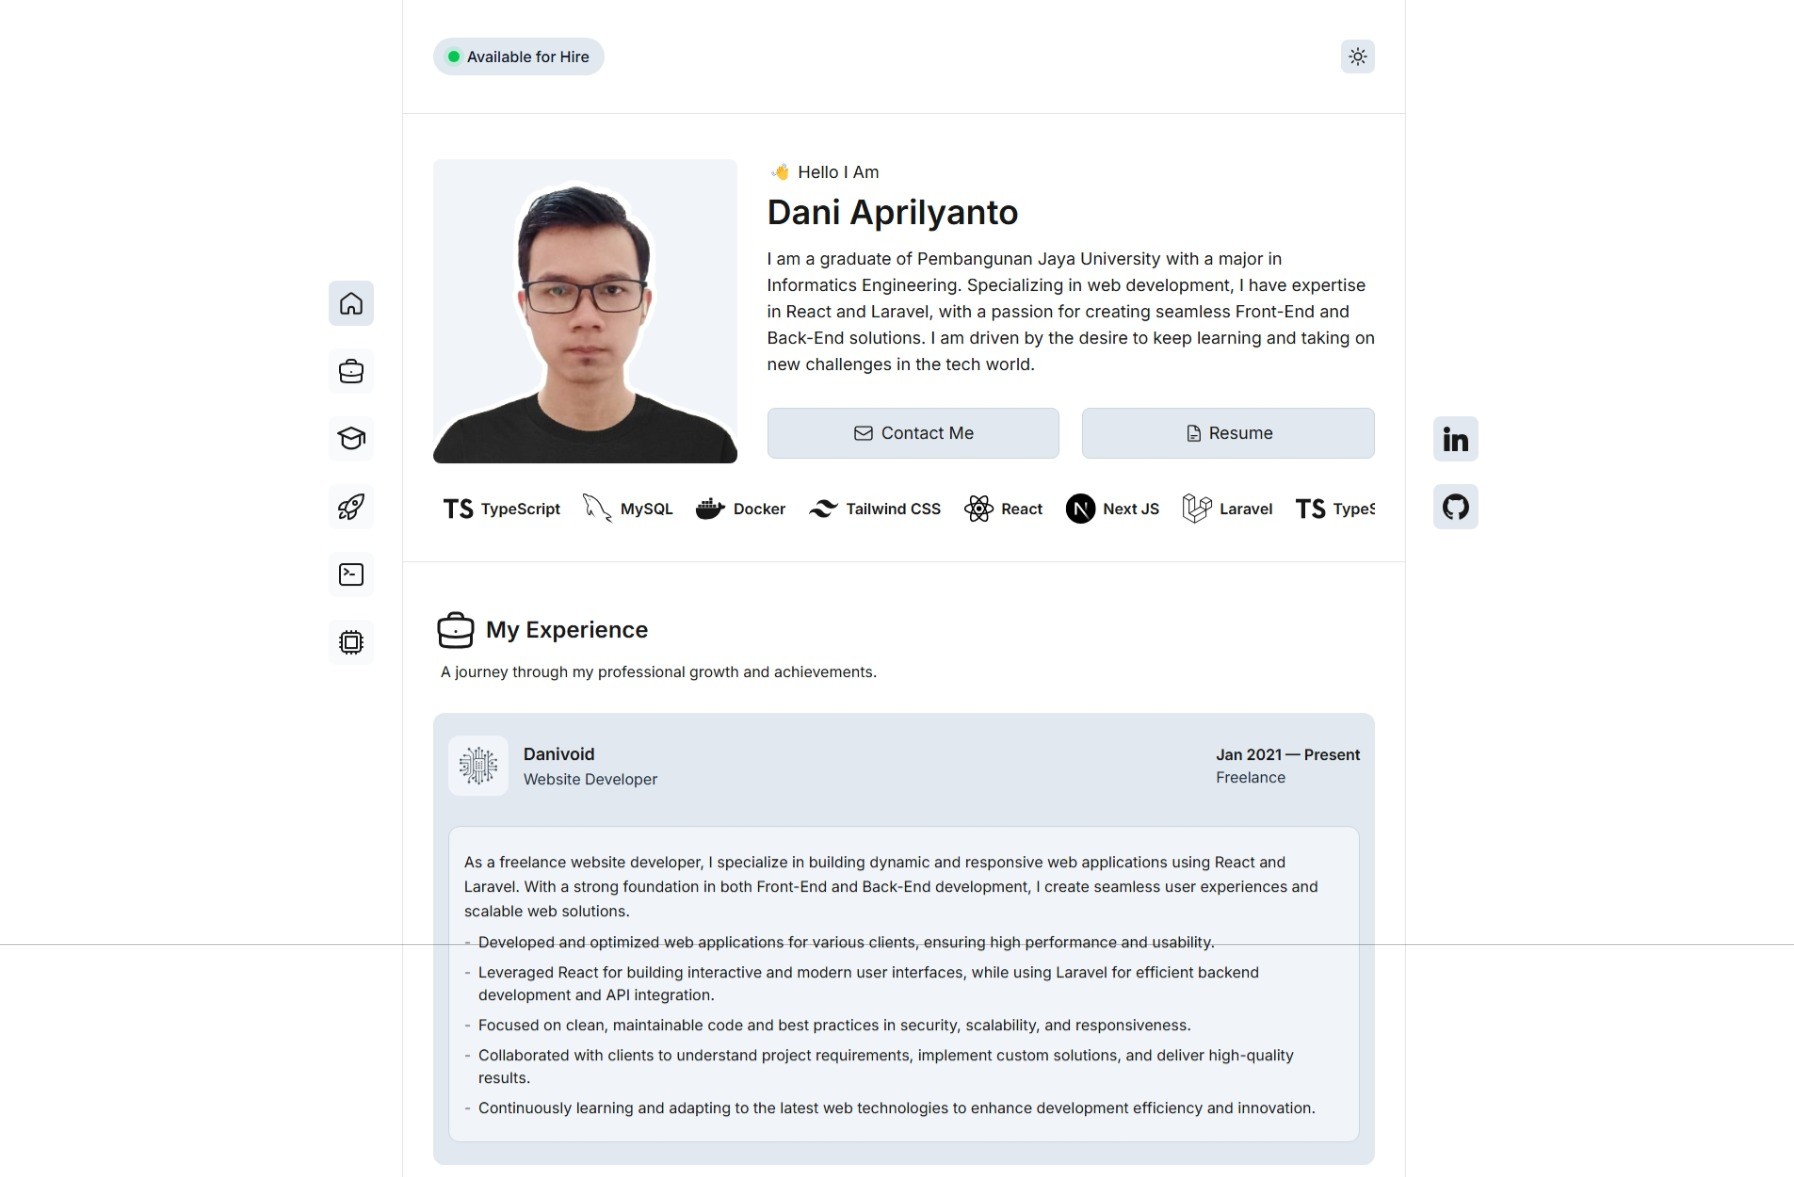 Available for Hire
Hello I Am
Dani Aprilyanto
I am a graduate of Pembangunan Jaya University with a major in
Informatics Engineering. Specializing in web development, I have expertise
in React and Laravel, with a passion for creating seamless Front-End and
Back-End solutions. I am driven by the desire to keep learning and taking on
new challenges in the tech world.
Contact Me
Resume
in
TS TypeScript MySQL Docker Tailwind CSS React N Next JS Laravel TS TypeS
My Experience
A journey through my professional growth and achievements.
Danivoid
Website Developer
Jan 2021 — Present
Freelance
As a freelance website developer, I specialize in building dynamic and responsive web applications using React and
Laravel. With a strong foundation in both Front-End and Back-End development, I create seamless user experiences and
scalable web solutions.
- Developed and optimized web applications for various clients, ensuring high performance and usability.
- Leveraged React for building interactive and modern user interfaces, while using Laravel for efficient backend
development and API integration.
- Focused on clean, maintainable code and best practices in security, scalability, and responsiveness.
- Collaborated with clients to understand project requirements, implement custom solutions, and deliver high-quality
results.
- Continuously learning and adapting to the latest web technologies to enhance development efficiency and innovation.